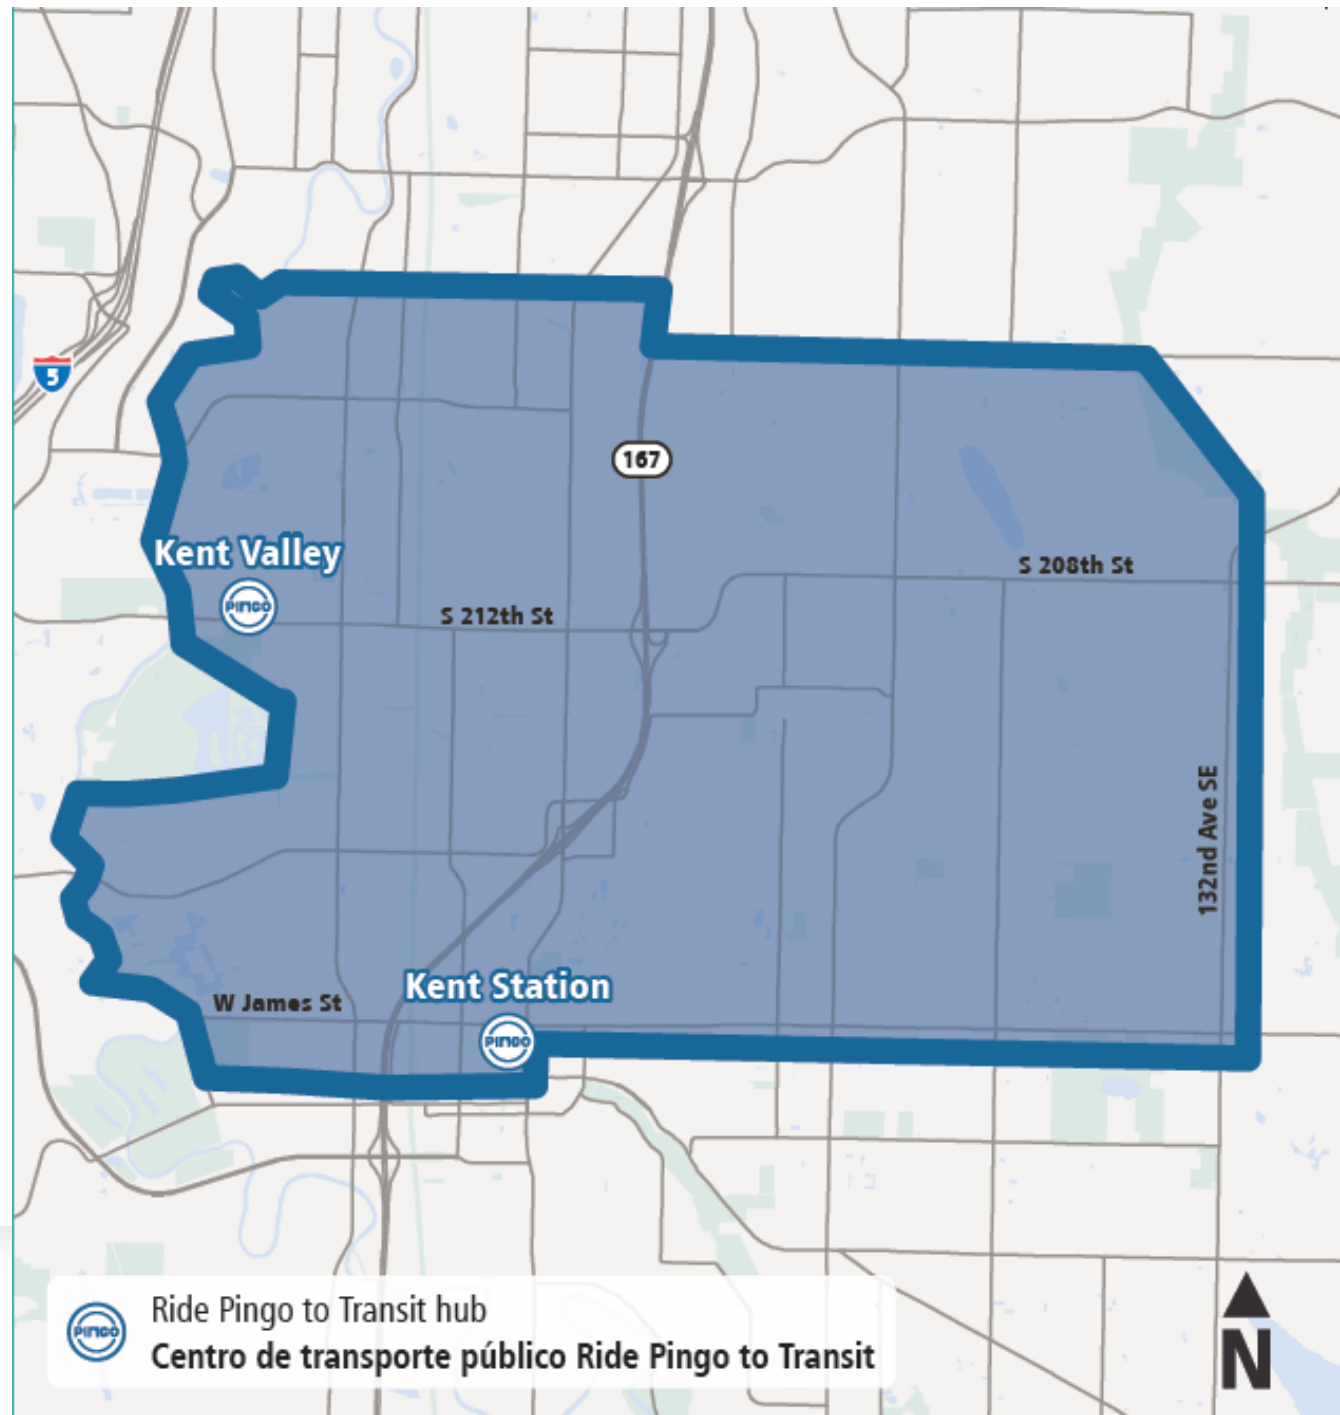 5
167
Kent Valley
PINGO
S 208th St
S 212th St
132nd Ave SE
Kent Station
W James St
PINGO
PINGO
Ride Pingo to Transit hub
Centro de transporte público Ride Pingo to Transit
N